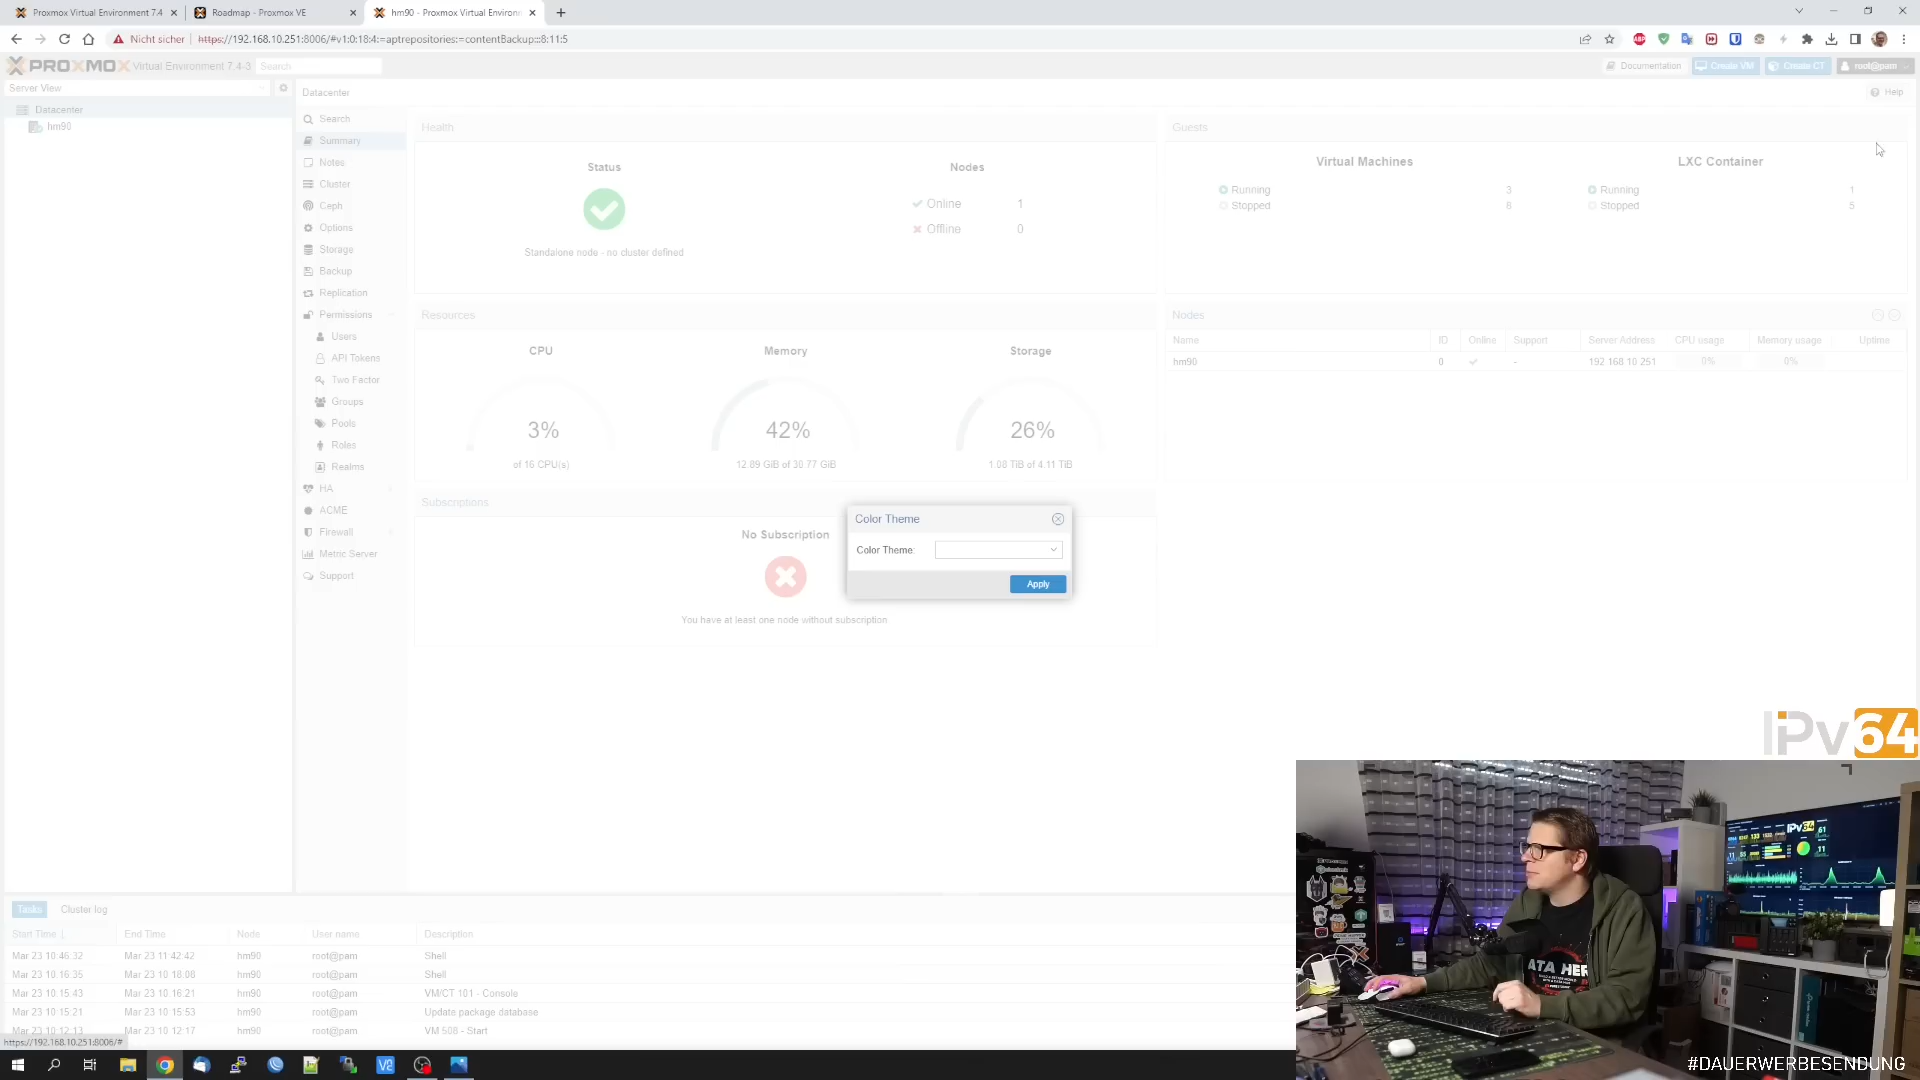 Proxmox Virtual Environment 7.4
Roadmap - Proxmox VE
hm90 - Proxmox Virtual Environ
Nicht sicher
https://192.168.10.251:8006/#v1:0:18:4:=aptrepositories:=contentBackup:::8:11:5
PROXMOX Virtual Environment 7.4-3
Search
Documentation
Create VM
Create CT
root@pam
Server View
Datacenter
hm90
Datacenter
Help
Search
Summary
Notes
Cluster
Ceph
Options
Storage
Backup
Replication
Permissions
Users
API Tokens
Two Factor
Groups
Pools
Roles
Realms
HA
ACME
Firewall
Metric Server
Support
Health
Status
Standalone node - no cluster defined
Nodes
Online 1
Offline 0
Guests
Virtual Machines
Running 3
Stopped 6
LXC Container
Running 1
Stopped 5
Resources
CPU
3%
of 16 CPU(s)
Memory
42%
12.89 GiB of 30.77 GiB
Storage
26%
1.08 TiB of 4.11 TiB
Nodes
Name ID Online Support Server Address CPU usage Memory usage Uptime
hm90 0 - 192.168.10.251 0% 0%
Subscriptions
No Subscription
You have at least one node without subscription
Color Theme
Color Theme:
Apply
Tasks Cluster log
Start Time End Time Node User name Description
Mar 23 10:46:32 Mar 23 11:42:42 hm90 root@pam Shell
Mar 23 10:16:35 Mar 23 10:18:08 hm90 root@pam Shell
Mar 23 10:15:43 Mar 23 10:16:21 hm90 root@pam VM/CT 101 - Console
Mar 23 10:15:21 Mar 23 10:15:53 hm90 root@pam Update package database
Mar 23 10:12:13 Mar 23 10:12:17 hm90 root@pam VM 508 - Start
https://192.168.10.251:8006/#
IPv64
IPv64
ATA HER
#DAUERWERBESENDUNG